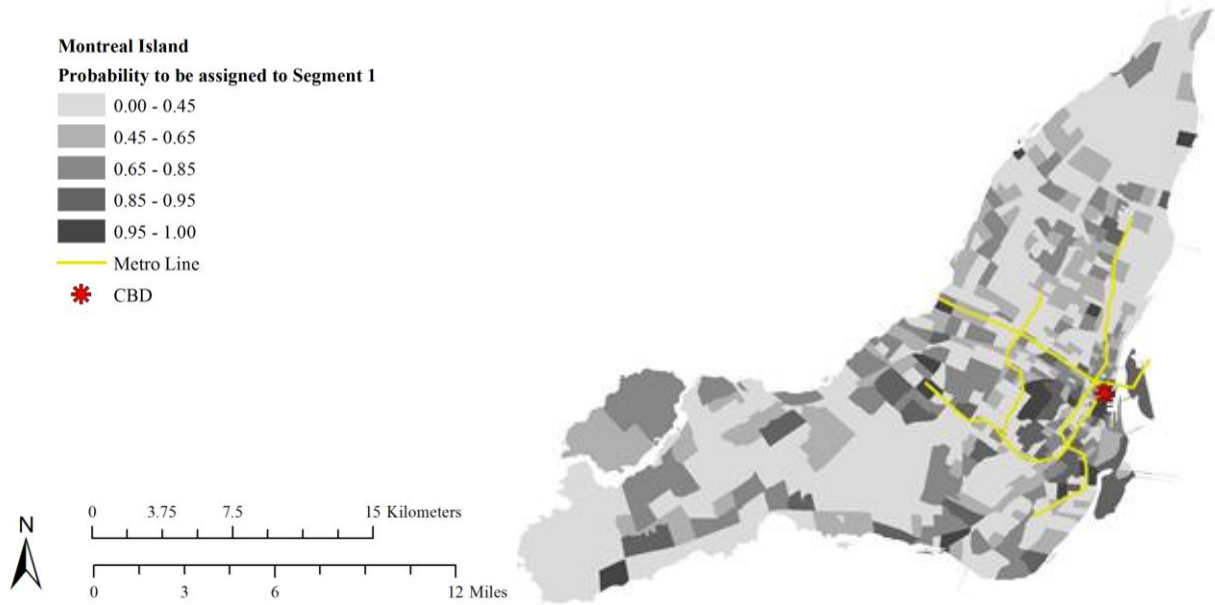 Montreal Island
Probability to be assigned to Segment 1
0.00 - 0.45
0.45 - 0.65
0.65 - 0.85
0.85 - 0.95
0.95 - 1.00
Metro Line
CBD
N
0 3.75 7.5 15 Kilometers
0 3 6 12 Miles